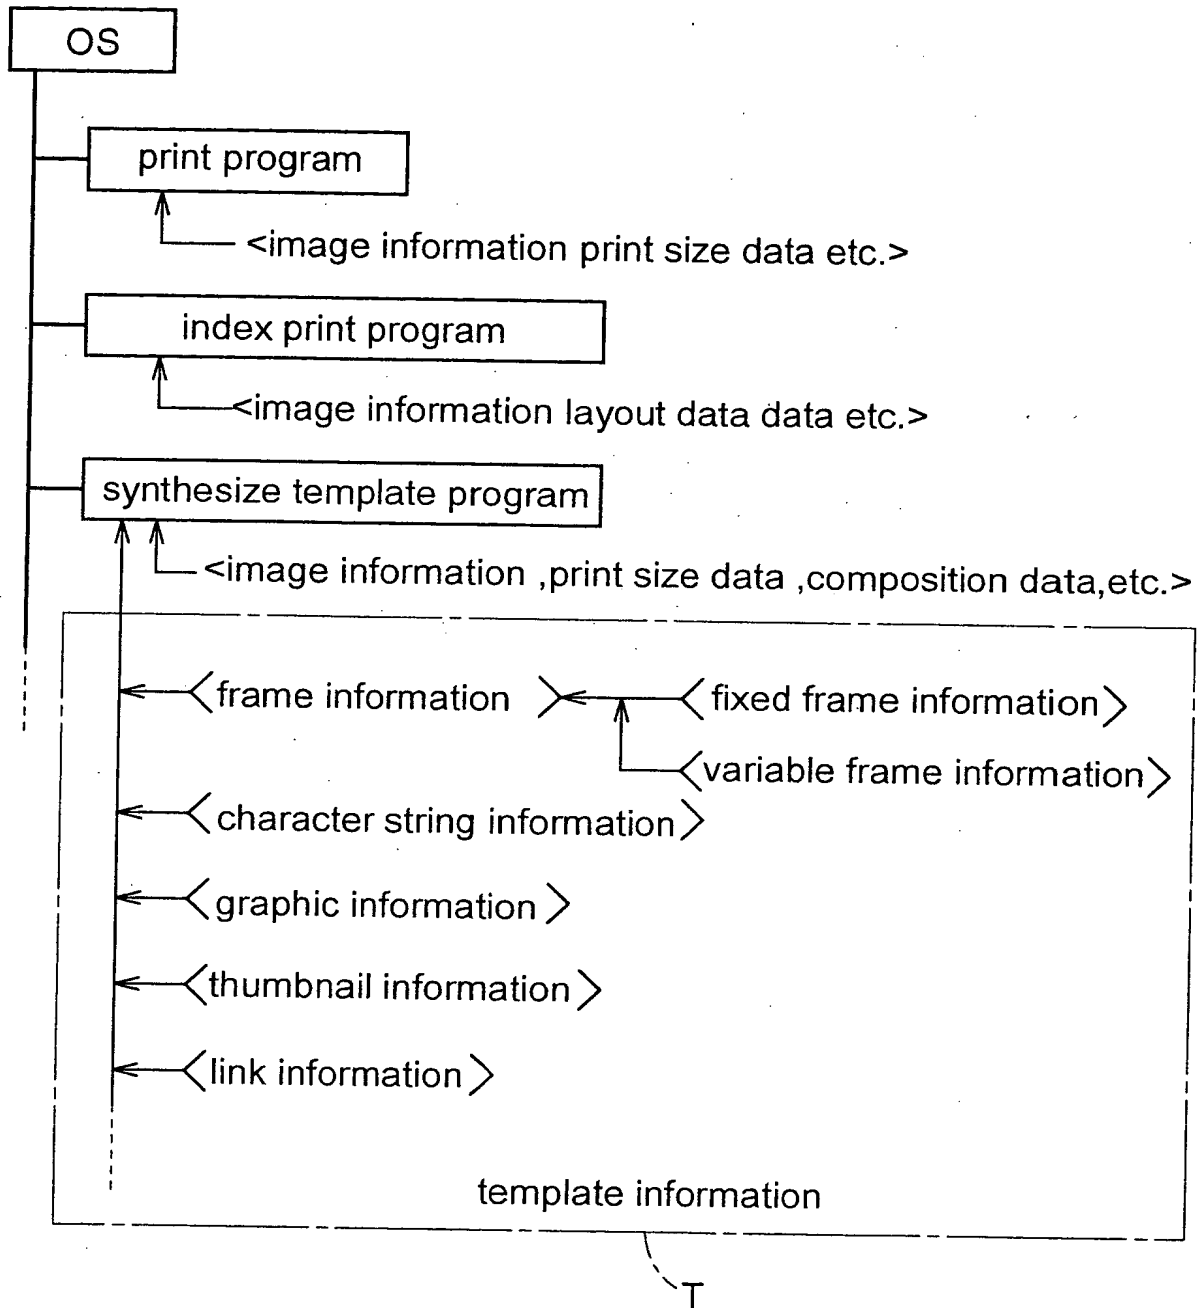 OS
print program
<image information print size data etc.>
index print program
<image information layout data data etc.>
synthesize template program
<image information ,print size data ,composition data,etc.>
<frame information > <fixed frame information>
<variable frame information>
<character string information>
<graphic information >
<thumbnail information>
<link information >
template information
T